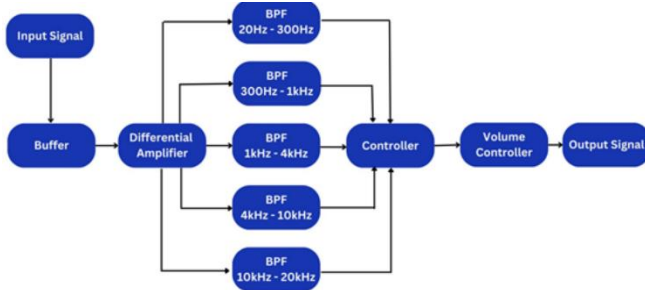 Input Signal
Buffer
Differential
Amplifier
BPF
20Hz - 300Hz
BPF
300Hz - 1kHz
BPF
1kHz - 4kHz
BPF
4kHz - 10kHz
BPF
10kHz - 20kHz
Controller
Volume
Controller
Output Signal